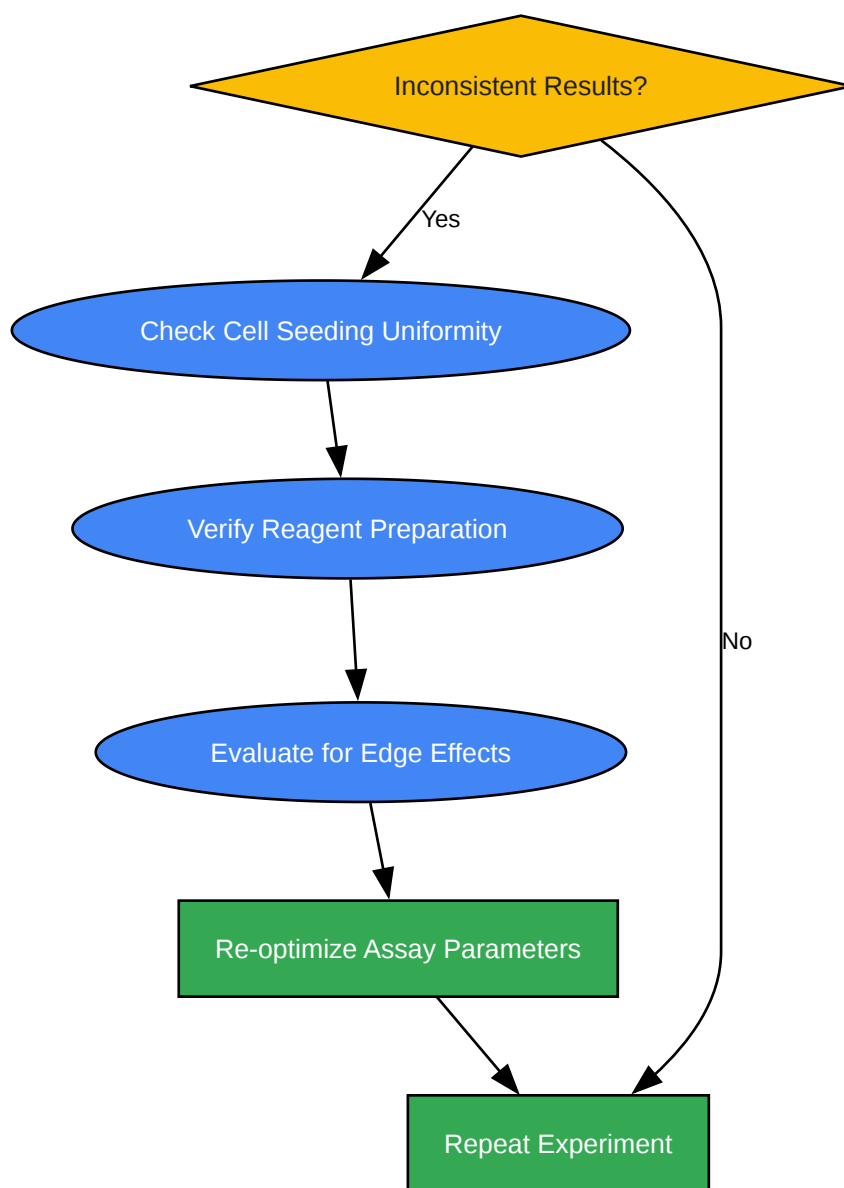 Inconsistent Results?
Yes
Check Cell Seeding Uniformity
Verify Reagent Preparation
No
Evaluate for Edge Effects
Re-optimize Assay Parameters
Repeat Experiment